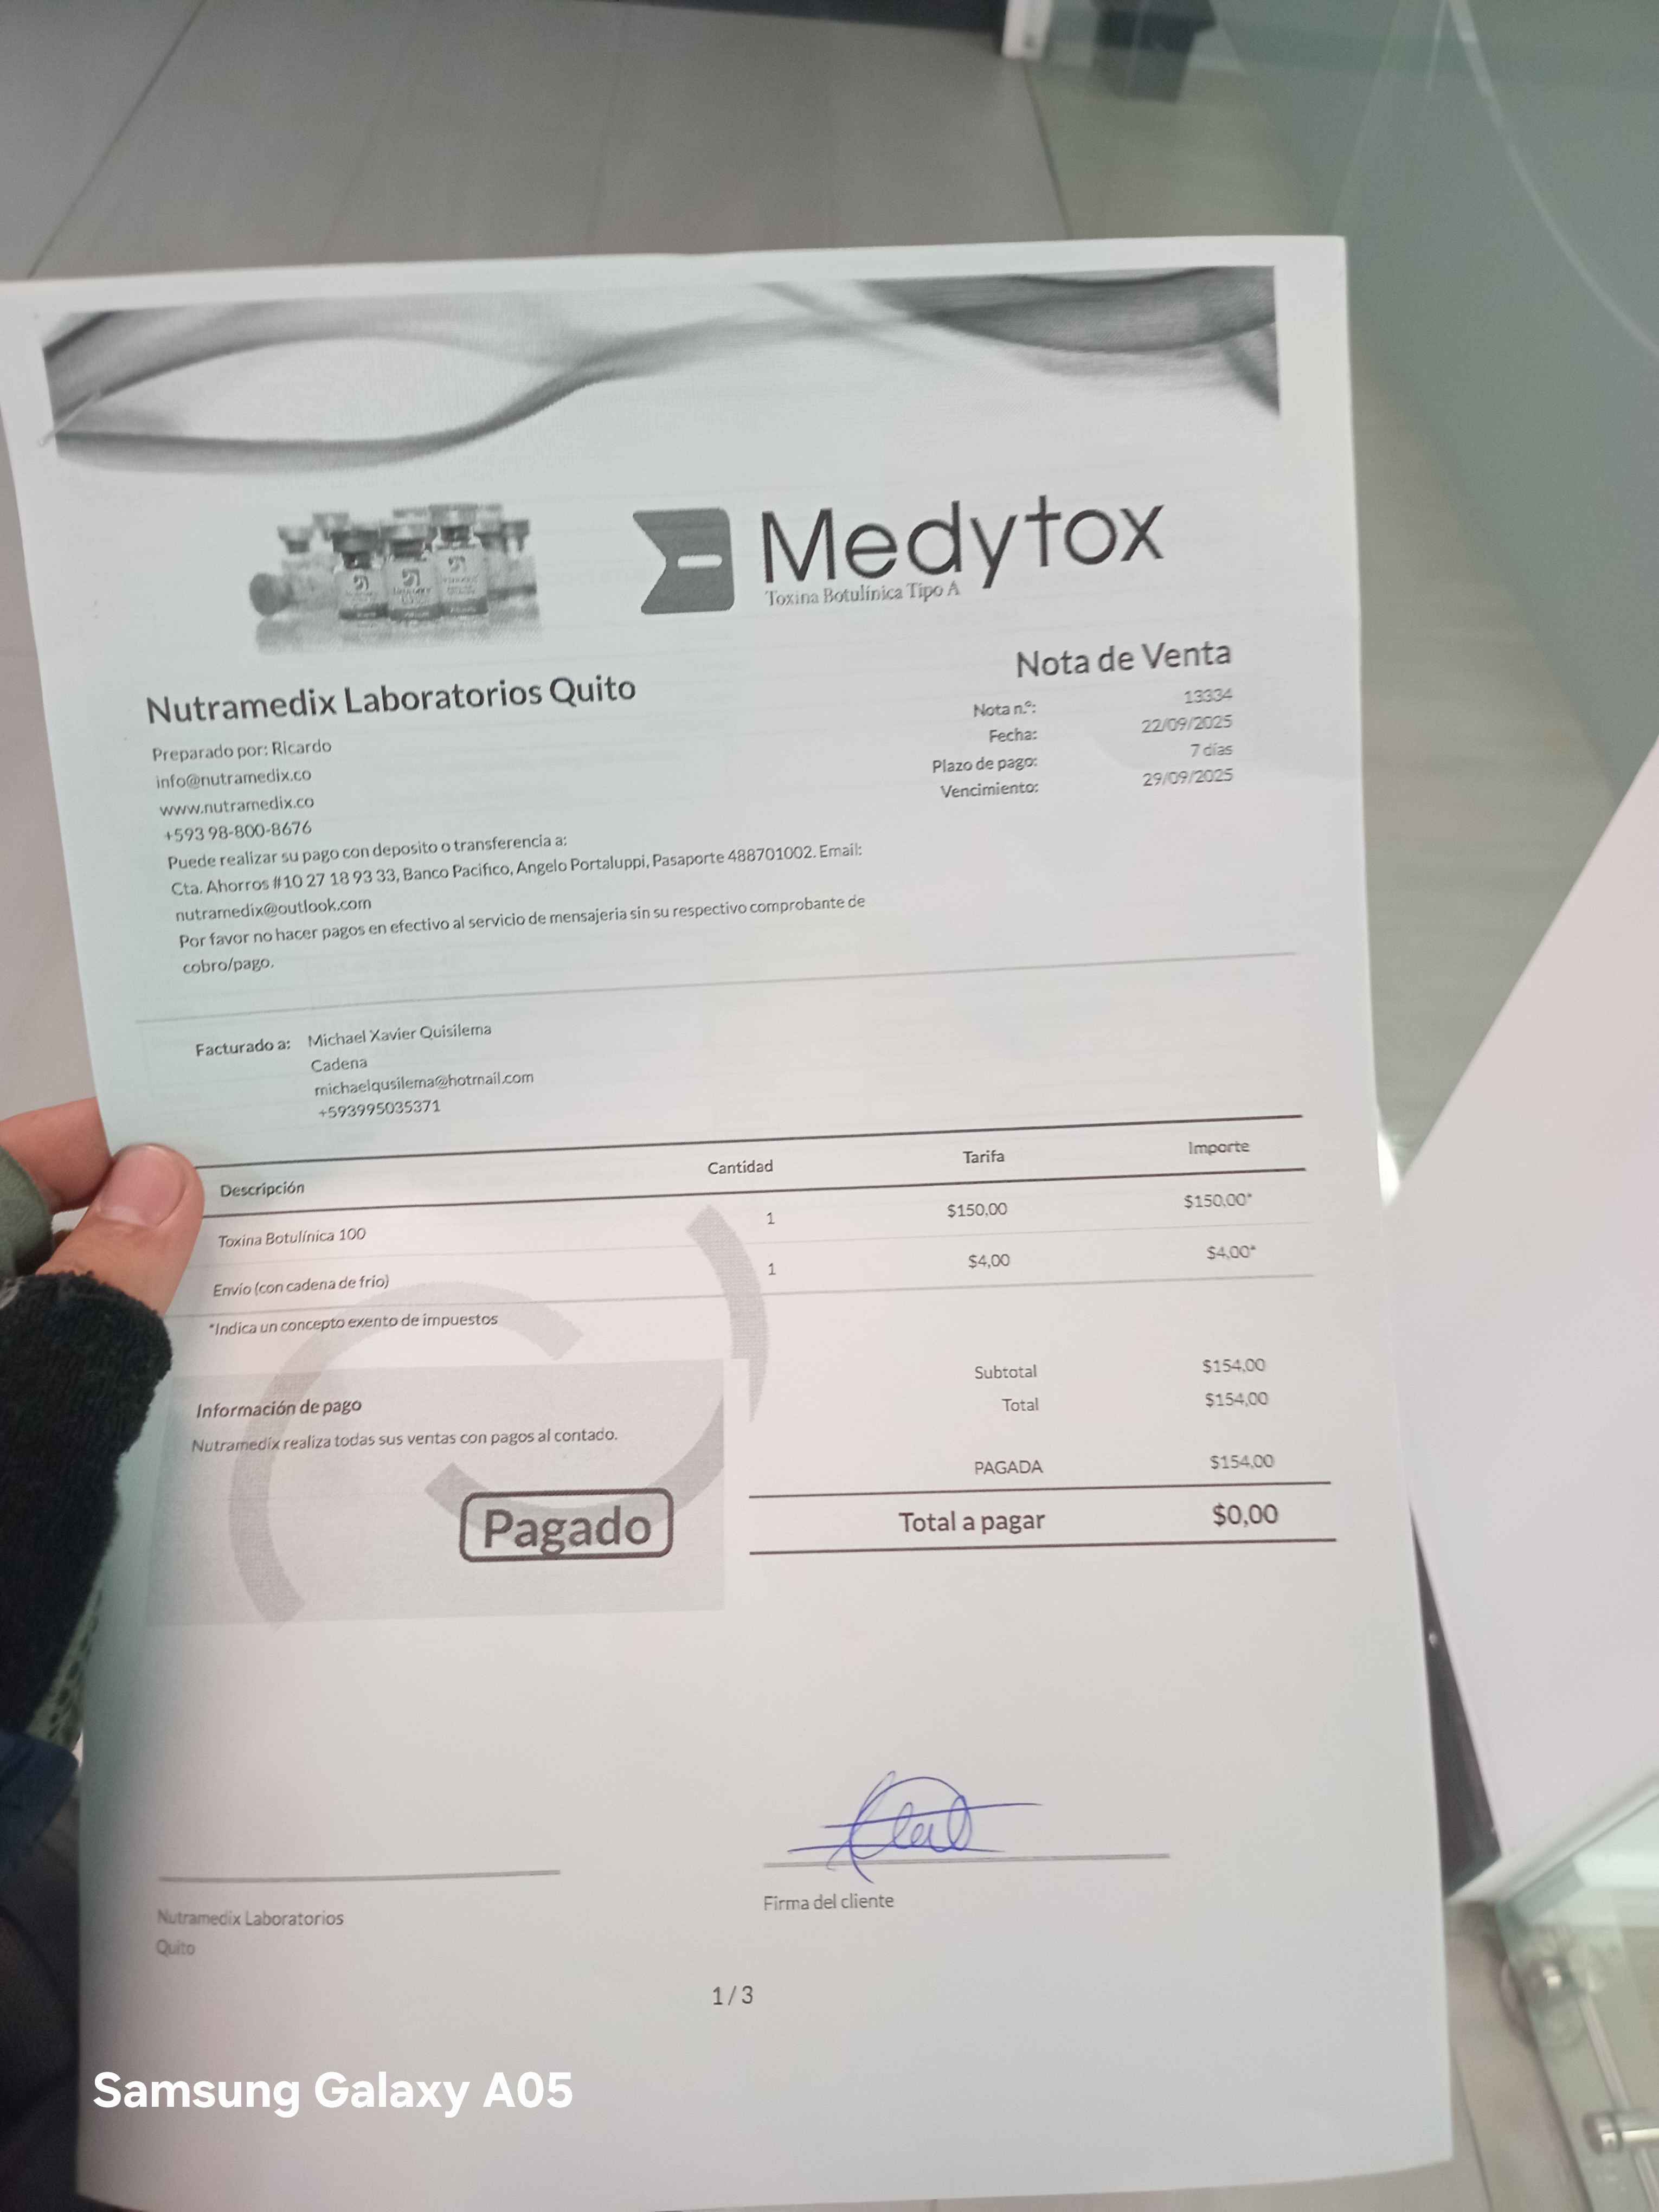 Medytox
Toxina Botulínica Tipo A
Nota de Venta
Nota n.º: 13334
Fecha: 22/09/2025
Plazo de pago: 7 días
Vencimiento: 29/09/2025
Nutramedix Laboratorios Quito
Preparado por: Ricardo
info@nutramedix.co
www.nutramedix.co
+593 98-800-8676
Puede realizar su pago con deposito o transferencia a:
Cta. Ahorros #10 27 18 93 33, Banco Pacifico, Angelo Portaluppi, Pasaporte 488701002. Email:
nutramedix@outlook.com
Por favor no hacer pagos en efectivo al servicio de mensajeria sin su respectivo comprobante de
cobro/pago.
Facturado a: Michael Xavier Quisilema
Cadena
michaelqusilema@hotmail.com
+593995035371
Descripción Cantidad Tarifa Importe
Toxina Botulínica 100 1 $150,00 $150,00*
Envío (con cadena de frío) 1 $4,00 $4,00*
*Indica un concepto exento de impuestos
Subtotal $154,00
Total $154,00
PAGADA $154,00
Total a pagar $0,00
Información de pago
Nutramedix realiza todas sus ventas con pagos al contado.
Pagado
Nutramedix Laboratorios
Quito
Firma del cliente
1 / 3
Samsung Galaxy A05